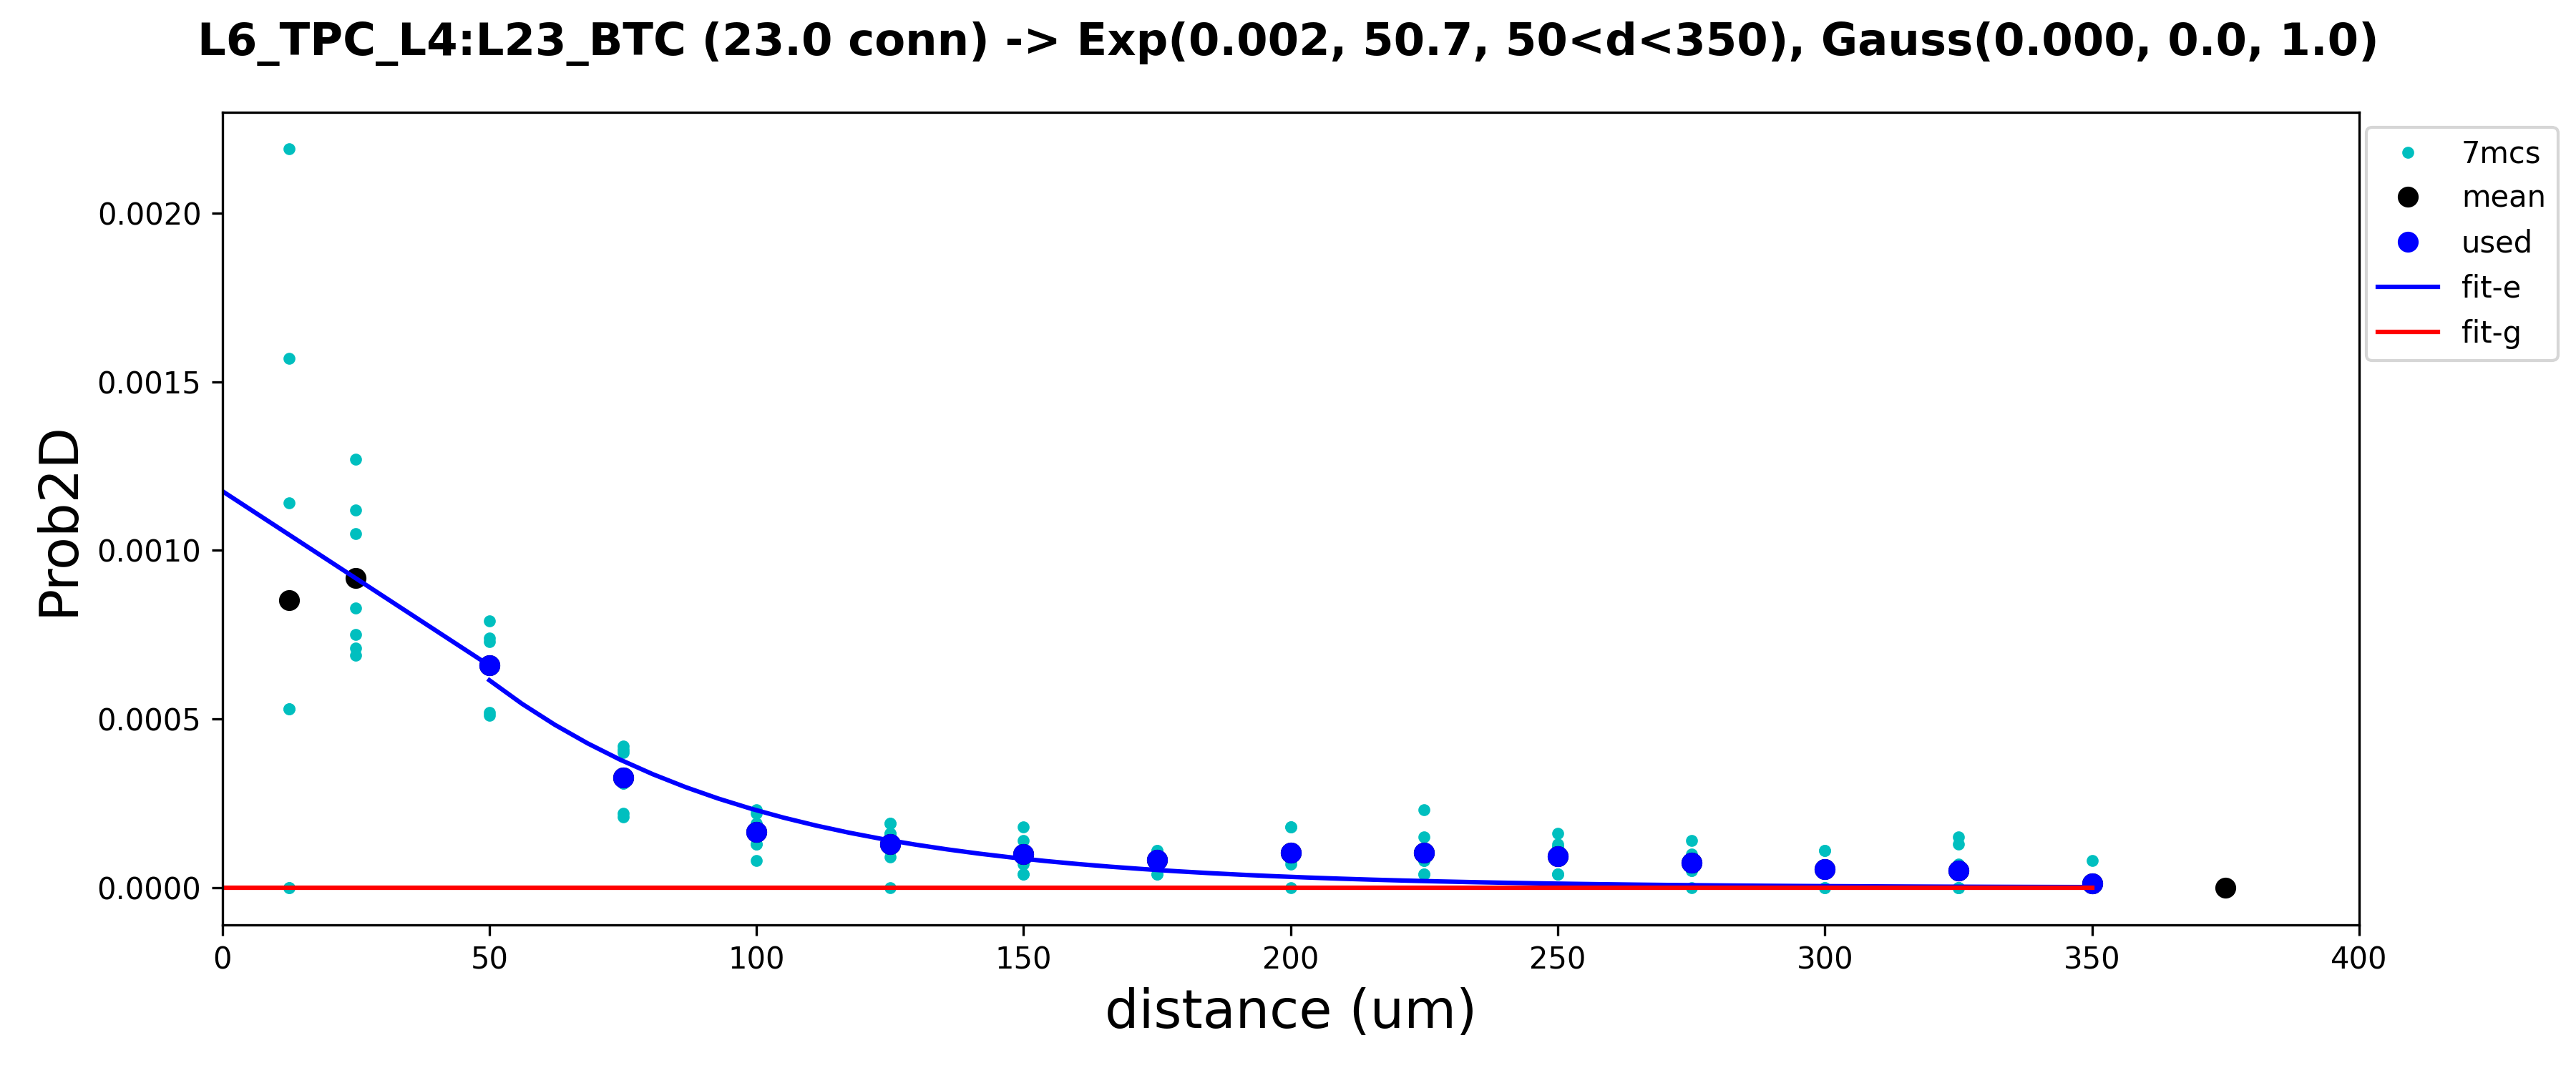 L6_TPC_L4:L23_BTC (23.0 conn) -> Exp(0.002, 50.7, 50<d<350), Gauss(0.000, 0.0, 1.0)
7mcs
mean
used
fit-e
fit-g
Prob2D
0.0020
0.0015
0.0010
0.0005
0.0000
0 50 100 150 200 250 300 350 400
distance (um)